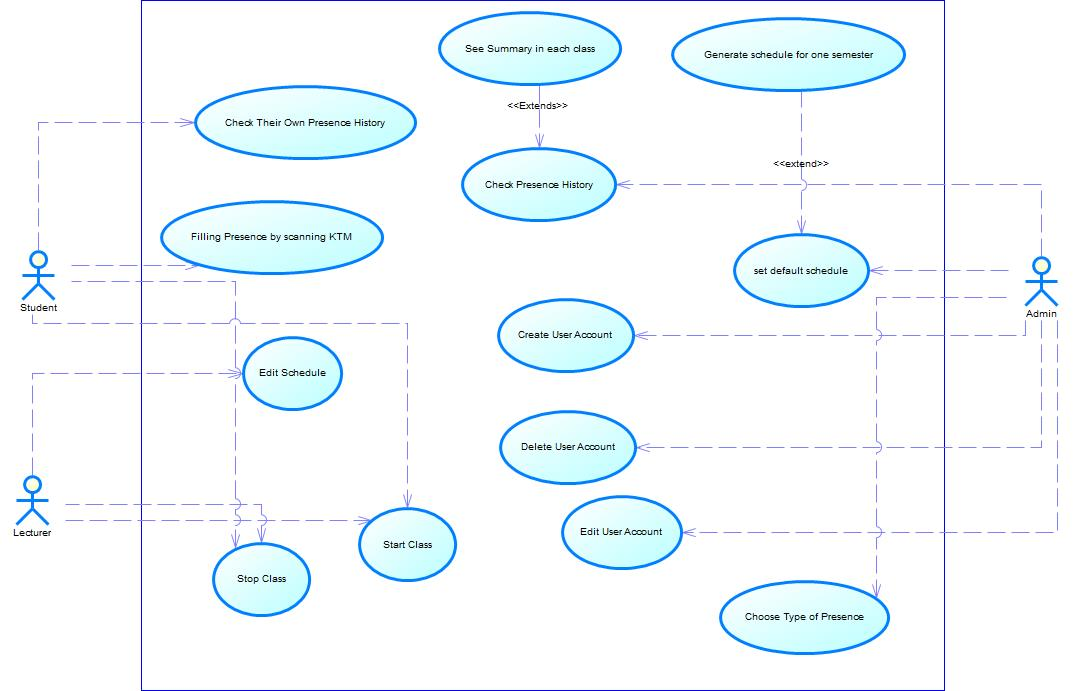 See Summary in each class
Generate schedule for one semester
<<Extends>>
Check Their Own Presence History
<<extend>>
Check Presence History
Filling Presence by scanning KTM
set default schedule
Student
Admin
Create User Account
Edit Schedule
Delete User Account
Lecturer
Edit User Account
Start Class
Stop Class
Choose Type of Presence